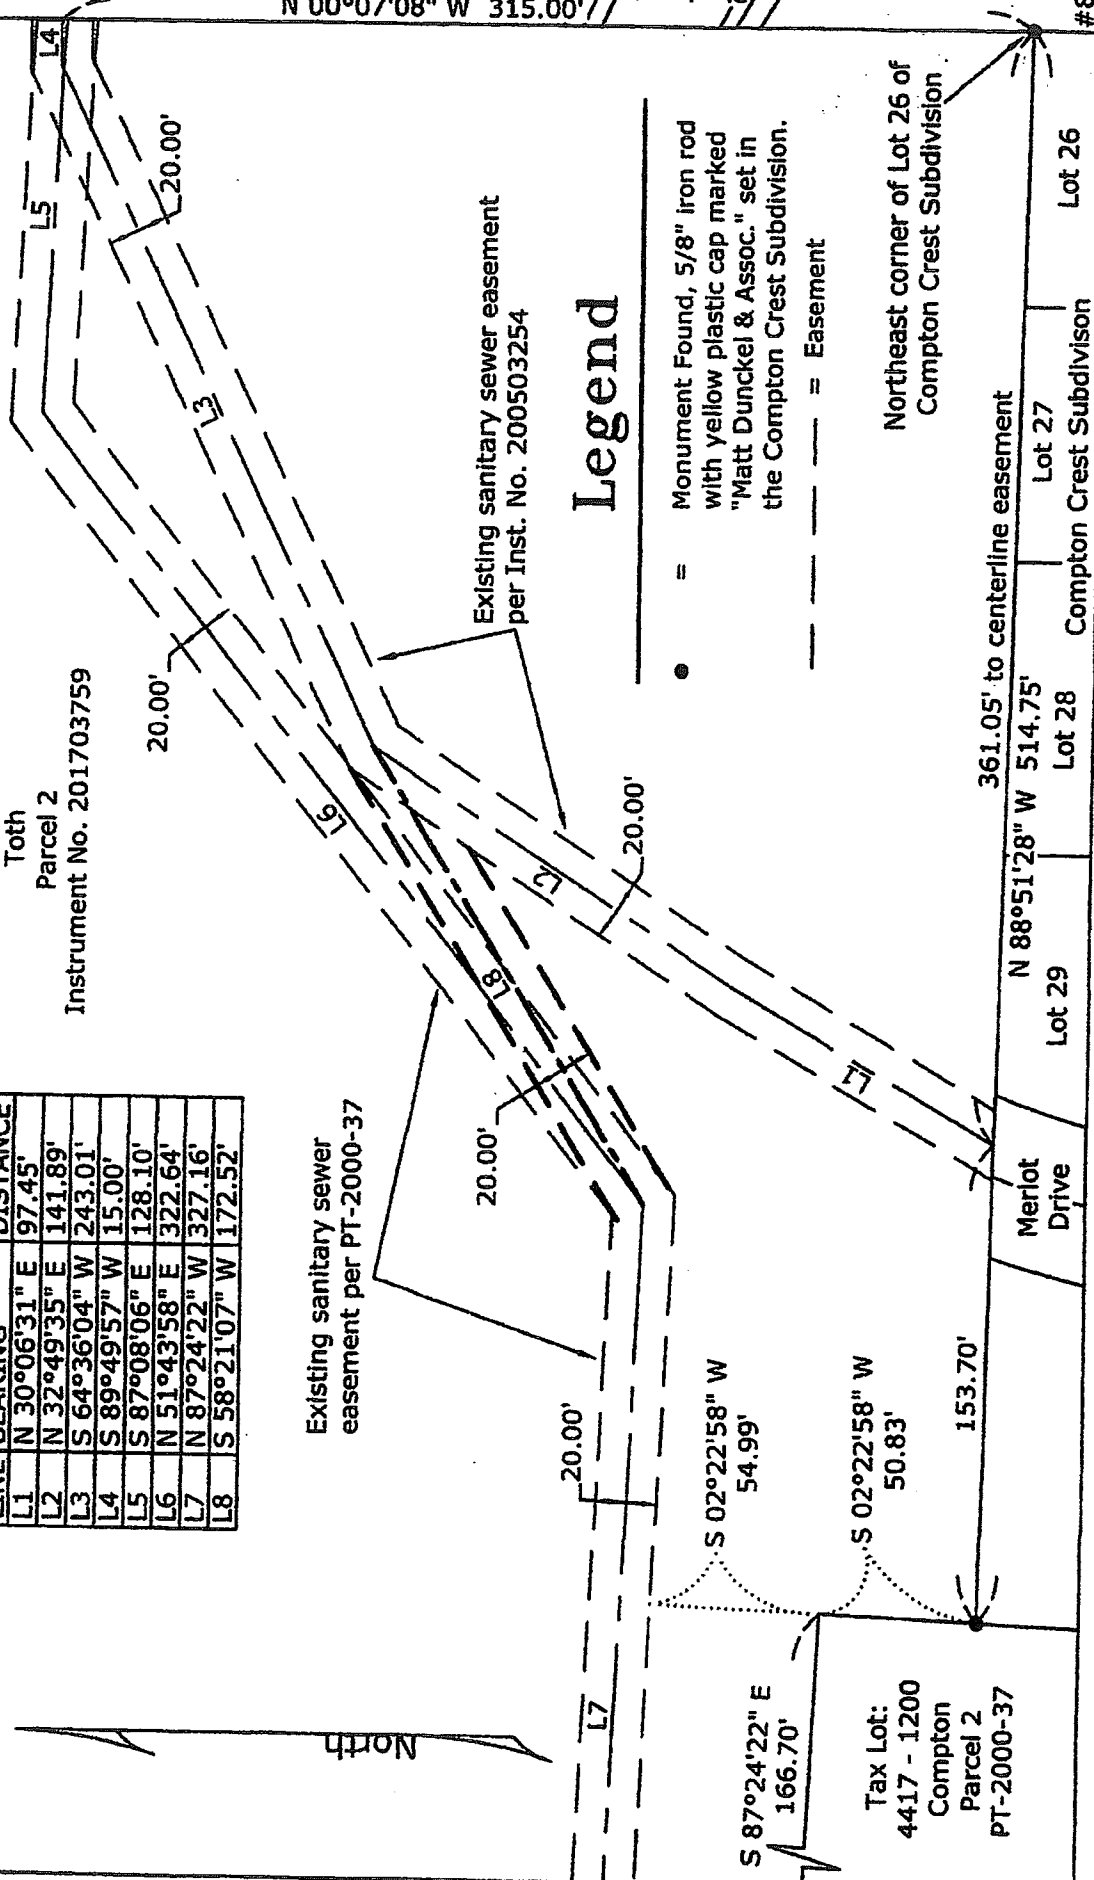 N 00°07'08" W 315.00'
L4
L5
20.00'
L3
Existing sanitary sewer easement
per Inst. No. 200503254
Toth
Parcel 2
Instrument No. 201703759
20.00'
L6
L2
20.00'
L8
20.00'
L1
LINE BEARING DISTANCE
L1 N 30°06'31" E 97.45'
L2 N 32°49'35" E 141.89'
L3 S 64°36'04" W 243.01'
L4 S 89°49'57" W 15.00'
L5 S 87°08'06" E 128.10'
L6 N 51°43'58" E 322.64'
L7 N 87°24'22" W 327.16'
L8 S 58°21'07" W 172.52'
Existing sanitary sewer
easement per PT-2000-37
20.00'
L7
North
Legend
= Monument Found, 5/8" iron rod
with yellow plastic cap marked
"Matt Dunckel & Assoc." set in
the Compton Crest Subdivision.
= Easement
Northeast corner of Lot 26 of
Compton Crest Subdivision
#8
361.05' to centerline easement
N 88°51'28" W 514.75'
Lot 26
Lot 27
Lot 28
Lot 29
Compton Crest Subdivison
Merlot
Drive
153.70'
S 02°22'58" W
54.99'
S 02°22'58" W
50.83'
S 87°24'22" E
166.70'
Tax Lot:
4417 - 1200
Compton
Parcel 2
PT-2000-37